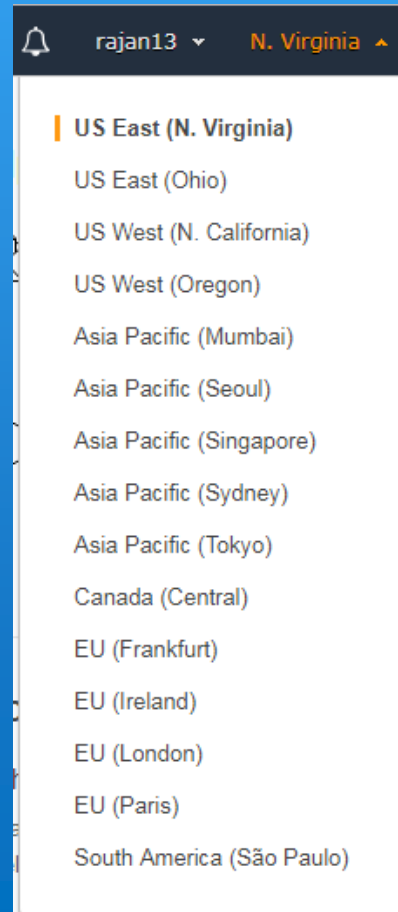 rajan13 N. Virginia
US East (N. Virginia)
US East (Ohio)
US West (N. California)
US West (Oregon)
Asia Pacific (Mumbai)
Asia Pacific (Seoul)
Asia Pacific (Singapore)
Asia Pacific (Sydney)
Asia Pacific (Tokyo)
Canada (Central)
EU (Frankfurt)
EU (Ireland)
EU (London)
EU (Paris)
South America (São Paulo)